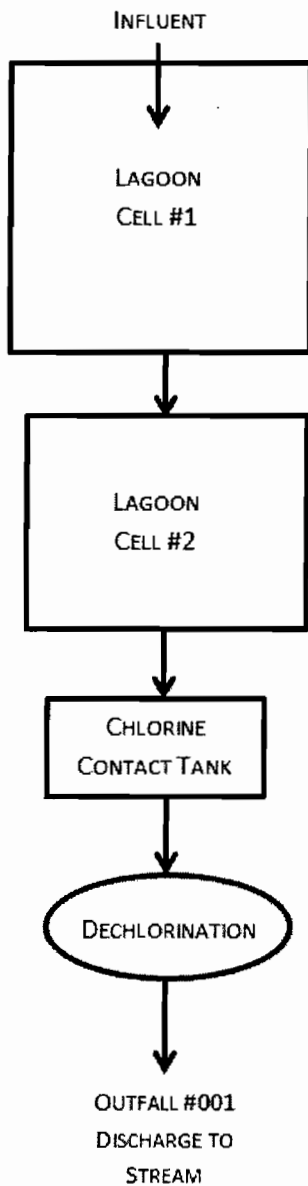 INFLUENT
LAGOON
CELL #1
LAGOON
CELL #2
CHLORINE
CONTACT TANK
DECHLORINATION
OUTFALL #001
DISCHARGE TO
STREAM